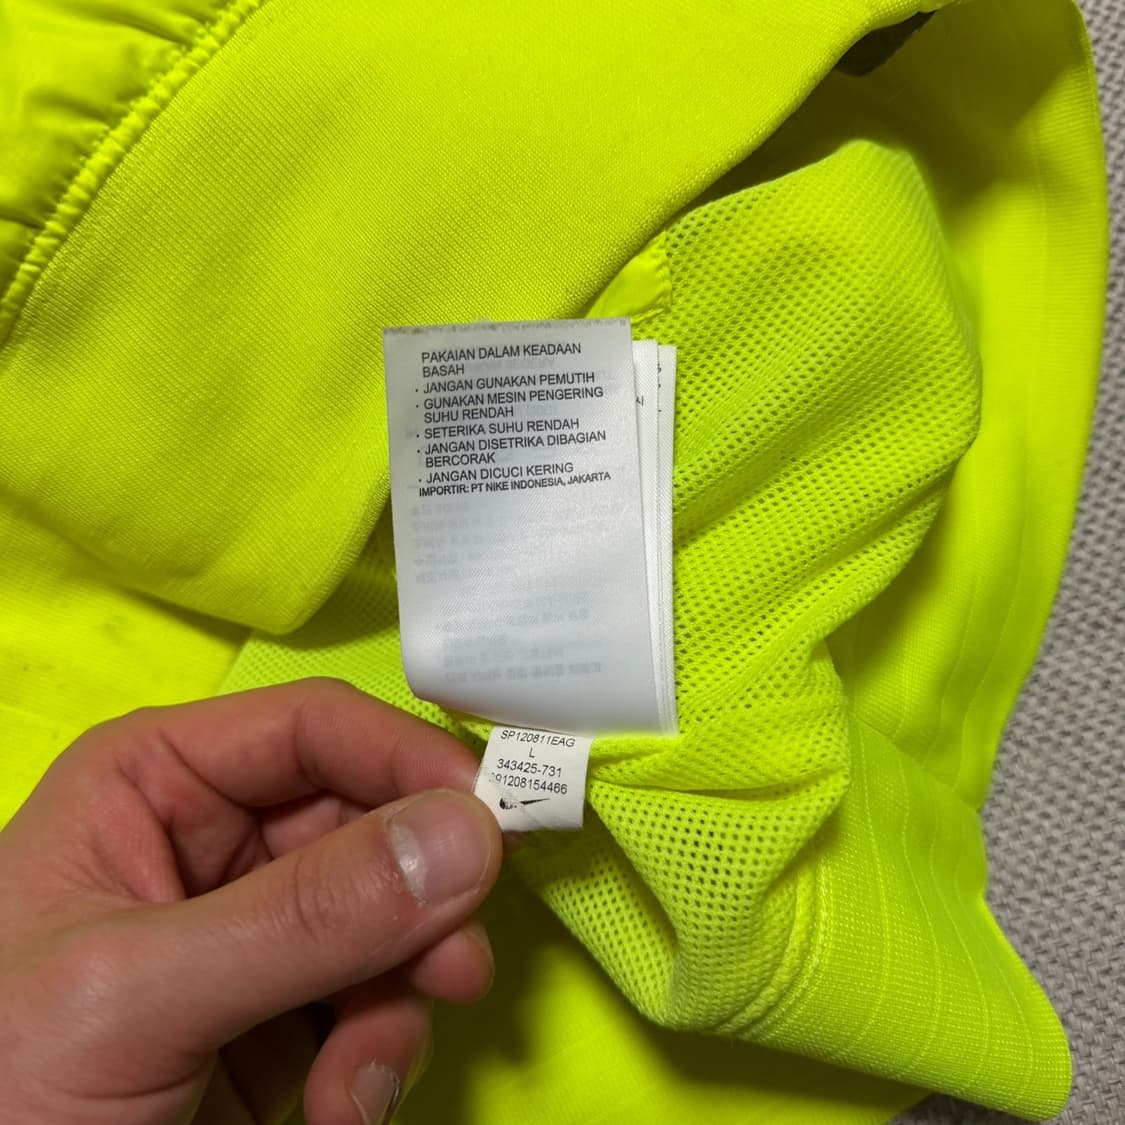 PAKAIAN DALAM KEADAAN
BASAH
· JANGAN GUNAKAN PEMUTIH
· GUNAKAN MESIN PENGERING
SUHU RENDAH
· SETERIKA SUHU RENDAH
· JANGAN DISETRIKA DIBAGIAN
BERCORAK
· JANGAN DICUCI KERING
IMPORTIR: PT NIKE INDONESIA, JAKARTA
SP120811EAG
L
343425-731
091208154466